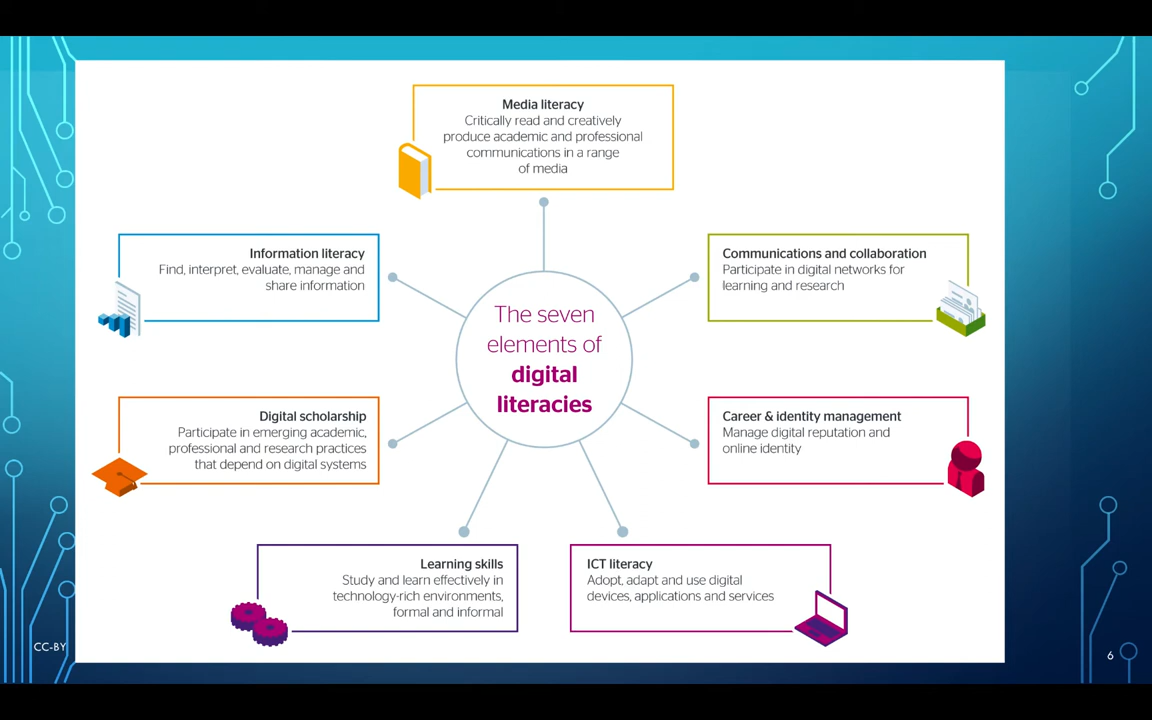 Media literacy
Critically read and creatively
produce academic and professional
communications in a range
of media
Information literacy
Find, interpret, evaluate, manage and
share information
Communications and collaboration
Participate in digital networks for
learning and research
The seven
elements of
digital
literacies
Digital scholarship
Participate in emerging academic,
professional and research practices
that depend on digital systems
Career & identity management
Manage digital reputation and
online identity
Learning skills
Study and learn effectively in
technology-rich environments,
formal and informal
ICT literacy
Adopt, adapt and use digital
devices, applications and services
CC-BY
6